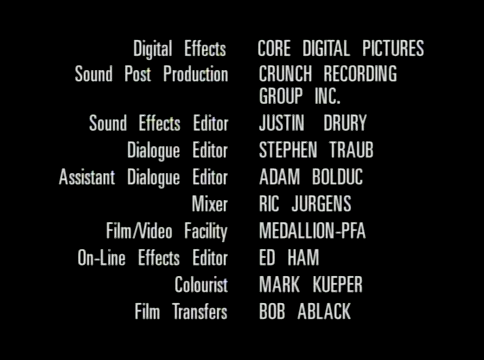 Digital Effects CORE DIGITAL PICTURES
Sound Post Production CRUNCH RECORDING
GROUP INC.
Sound Effects Editor JUSTIN DRURY
Dialogue Editor STEPHEN TRAUB
Assistant Dialogue Editor ADAM BOLDUC
Mixer RIC JURGENS
Film/Video Facility MEDALLION-PFA
On-Line Effects Editor ED HAM
Colourist MARK KUEPER
Film Transfers BOB ABLACK